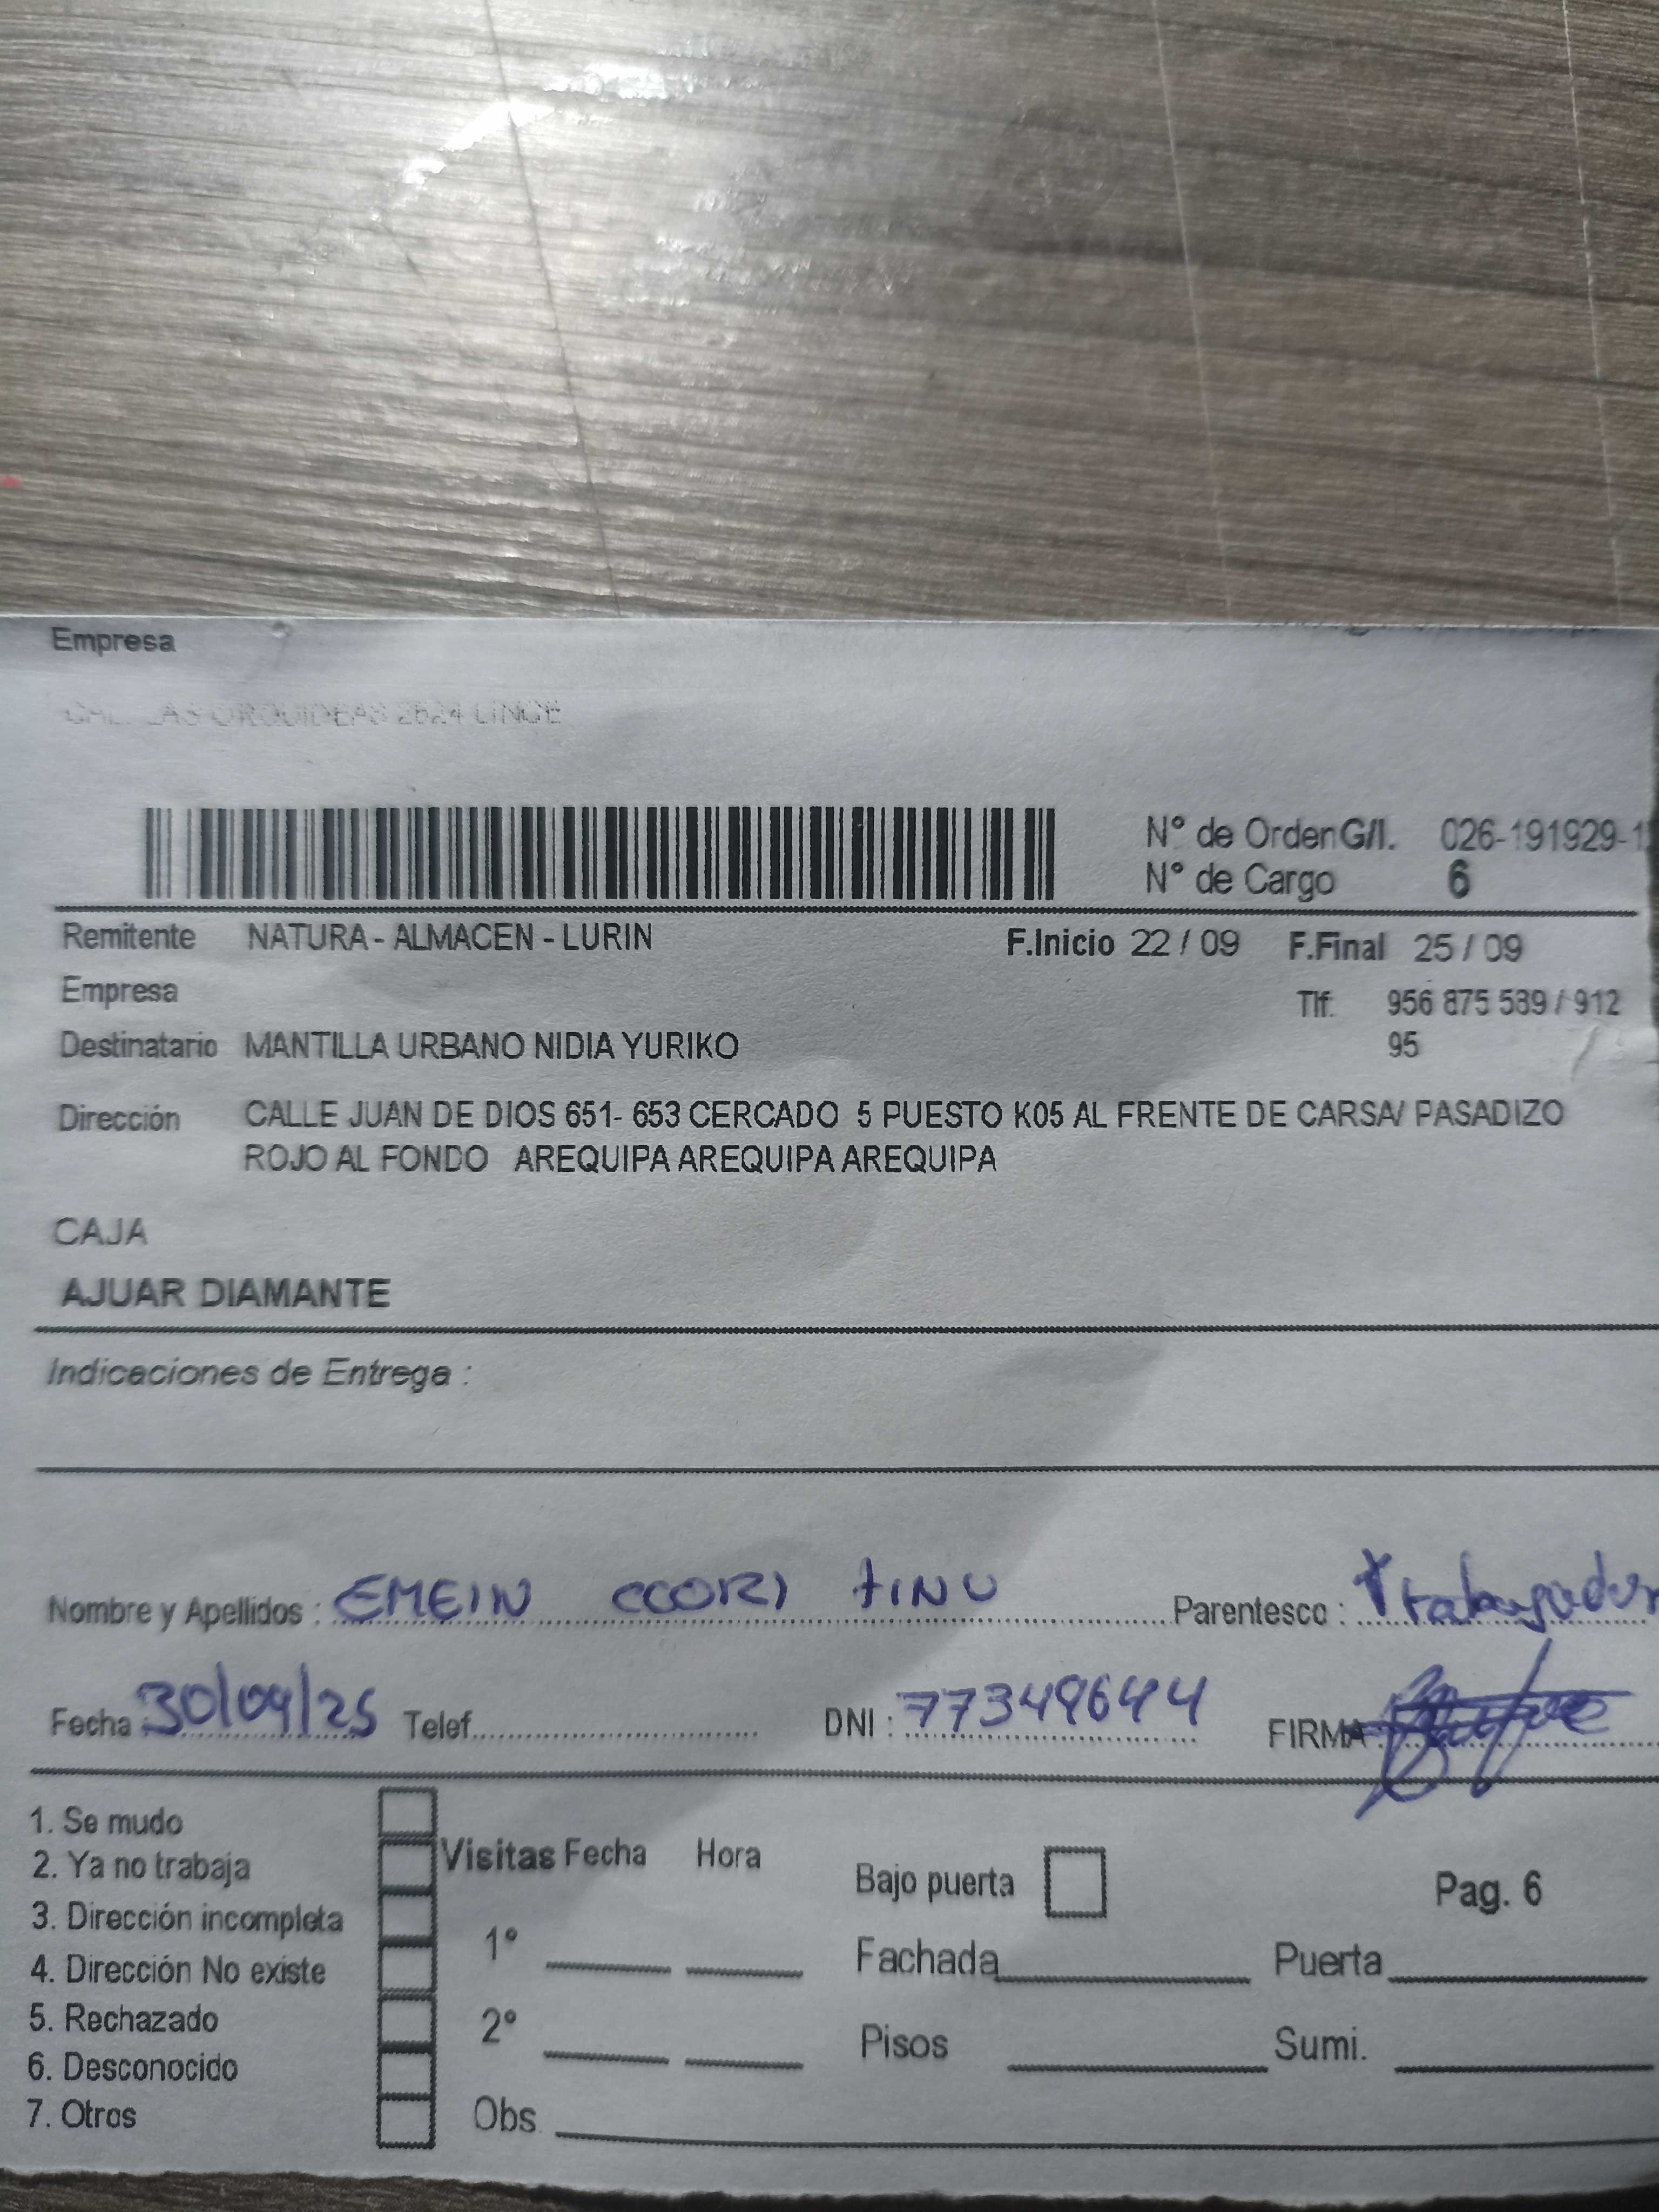 Empresa
LAS ORQUIDEAS 2624 LINCE
N° de Orden G/I. 026-191929-1
N° de Cargo 6
Remitente NATURA - ALMACEN - LURIN F.Inicio 22 / 09 F.Final 25 / 09
Empresa Tlf: 956 875 589 / 912
Destinatario MANTILLA URBANO NIDIA YURIKO 95
Dirección CALLE JUAN DE DIOS 651- 653 CERCADO 5 PUESTO K05 AL FRENTE DE CARSA/ PASADIZO
ROJO AL FONDO AREQUIPA AREQUIPA AREQUIPA
CAJA
AJUAR DIAMANTE
Indicaciones de Entrega :
Nombre y Apellidos : EMEIN CCORI TINU Parentesco : trabajador
Fecha 30/09/25 Telef. DNI : 77349644 FIRMA
1. Se mudo
2. Ya no trabaja Visitas Fecha Hora Bajo puerta Pag. 6
3. Dirección incompleta
4. Dirección No existe 1° Fachada Puerta
5. Rechazado 2° Pisos Sumi.
6. Desconocido
7. Otros Obs.